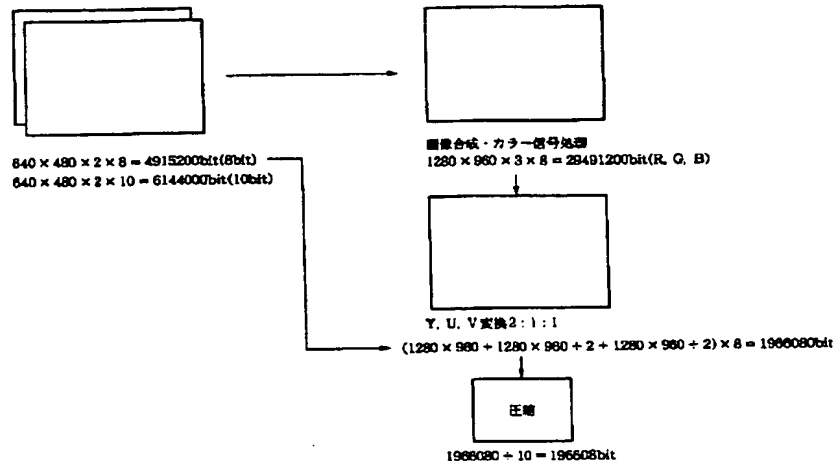 640 × 480 × 2 × 8 = 4915200bit(8bit)
640 × 480 × 2 × 10 = 6144000bit(10bit)
画像合成・カラー信号処理
1280 × 960 × 3 × 8 = 29491200bit(R, G, B)
Y, U, V変換2:1:1
(1280 × 960 + 1280 × 960 ÷ 2 + 1280 × 960 ÷ 2) × 8 = 1966080bit
圧縮
1966080 ÷ 10 = 196608bit